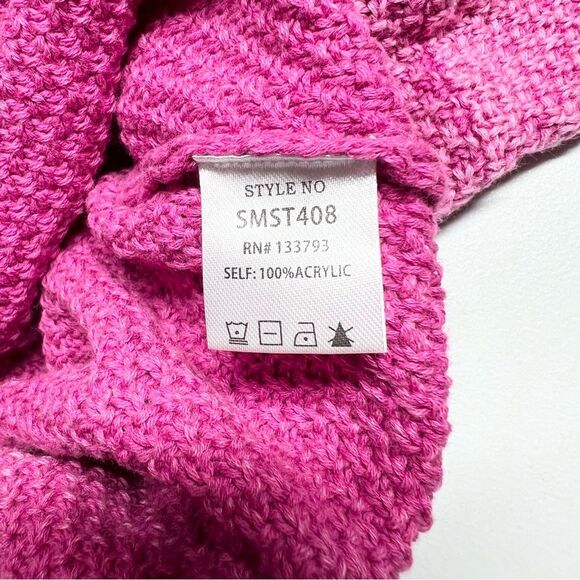 STYLE NO
SMST408
RN# 133793
SELF: 100%ACRYLIC